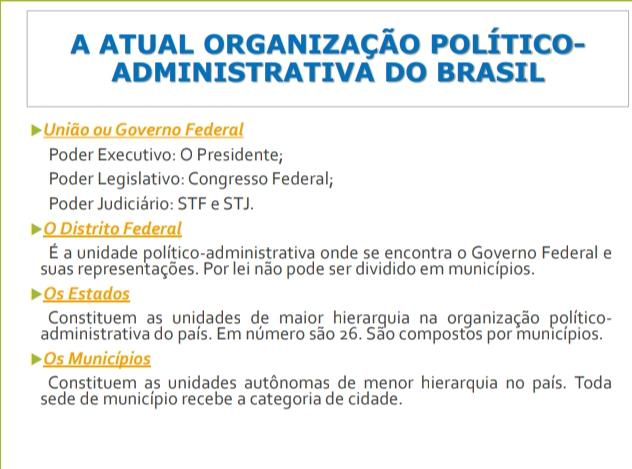 A ATUAL ORGANIZAÇÃO POLÍTICO-
ADMINISTRATIVA DO BRASIL
União ou Governo Federal
Poder Executivo: O Presidente;
Poder Legislativo: Congresso Federal;
Poder Judiciário: STF e STJ.
O Distrito Federal
É a unidade político-administrativa onde se encontra o Governo Federal e
suas representações. Por lei não pode ser dividido em municípios.
Os Estados
Constituem as unidades de maior hierarquia na organização político-
administrativa do país. Em número são 26. São compostos por municípios.
Os Municípios
Constituem as unidades autônomas de menor hierarquia no país. Toda
sede de município recebe a categoria de cidade.